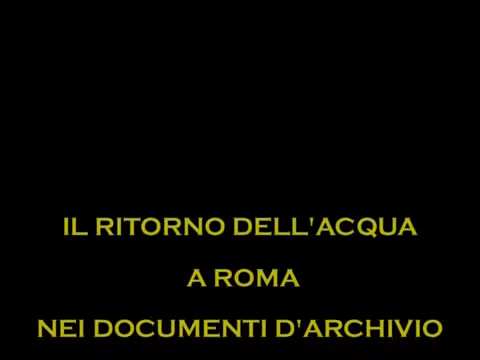 IL RITORNO DELL'ACQUA
A ROMA
NEI DOCUMENTI D'ARCHIVIO